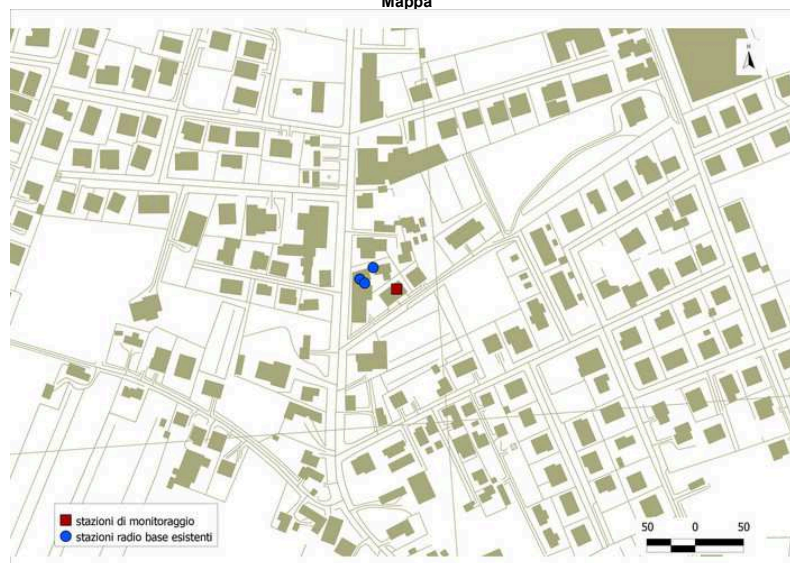 Mappa
N
stazioni di monitoraggio
stazioni radio base esistenti
50 0 50